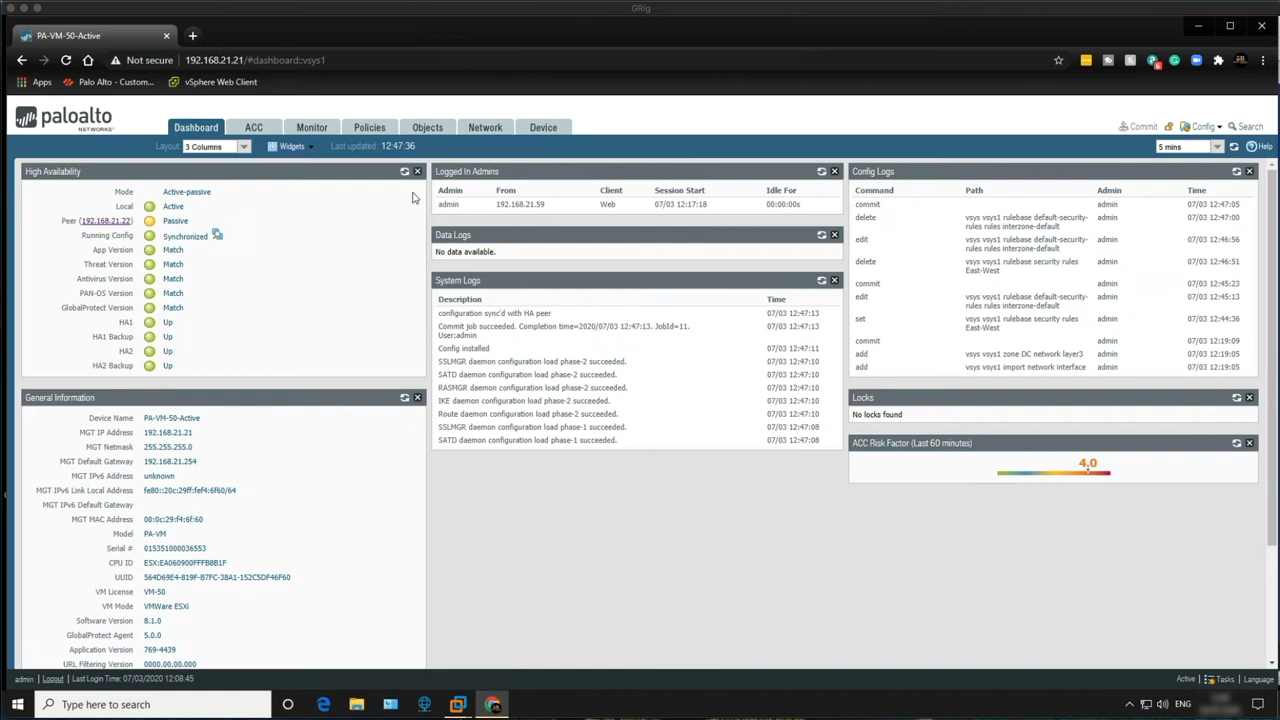 GRig
PA-VM-50-Active
Not secure 192.168.21.21/#dashboard::vsys1
Apps Palo Alto - Custom... vSphere Web Client
paloalto
NETWORKS
Dashboard ACC Monitor Policies Objects Network Device
Commit Config Search
Layout: 3 Columns Widgets Last updated: 12:47:36 5 mins Help
High Availability
Mode Active-passive
Local Active
Peer (192.168.21.22) Passive
Running Config Synchronized
App Version Match
Threat Version Match
Antivirus Version Match
PAN-OS Version Match
GlobalProtect Version Match
HA1 Up
HA1 Backup Up
HA2 Up
HA2 Backup Up
General Information
Device Name PA-VM-50-Active
MGT IP Address 192.168.21.21
MGT Netmask 255.255.255.0
MGT Default Gateway 192.168.21.254
MGT IPv6 Address unknown
MGT IPv6 Link Local Address fe80::20c:29ff:fef4:6f60/64
MGT IPv6 Default Gateway
MGT MAC Address 00:0c:29:f4:6f:60
Model PA-VM
Serial # 015351000036553
CPU ID ESX:EA060900FFFB8B1F
UUID 564D69E4-819F-B7FC-38A1-152C5DF46F60
VM License VM-50
VM Mode VMWare ESXi
Software Version 8.1.0
GlobalProtect Agent 5.0.0
Application Version 769-4439
URL Filtering Version 0000.00.00.000
Logged In Admins
Admin From Client Session Start Idle For
admin 192.168.21.59 Web 07/03 12:17:18 00:00:00s
Data Logs
No data available.
System Logs
Description Time
configuration sync'd with HA peer 07/03 12:47:13
Commit job succeeded. Completion time=2020/07/03 12:47:13. JobId=11. 07/03 12:47:13
User:admin
Config installed 07/03 12:47:11
SSLMGR daemon configuration load phase-2 succeeded. 07/03 12:47:10
SATD daemon configuration load phase-2 succeeded. 07/03 12:47:10
RASMGR daemon configuration load phase-2 succeeded. 07/03 12:47:10
IKE daemon configuration load phase-2 succeeded. 07/03 12:47:10
Route daemon configuration load phase-2 succeeded. 07/03 12:47:10
SSLMGR daemon configuration load phase-1 succeeded. 07/03 12:47:08
SATD daemon configuration load phase-1 succeeded. 07/03 12:47:08
Config Logs
Command Path Admin Time
commit admin 07/03 12:47:05
delete vsys vsys1 rulebase default-security- admin 07/03 12:47:00
rules rules interzone-default
edit vsys vsys1 rulebase default-security- admin 07/03 12:46:56
rules rules interzone-default
delete vsys vsys1 rulebase security rules admin 07/03 12:46:51
East-West
commit admin 07/03 12:45:23
edit vsys vsys1 rulebase default-security- admin 07/03 12:45:13
rules rules interzone-default
set vsys vsys1 rulebase security rules admin 07/03 12:44:36
East-West
commit admin 07/03 12:19:09
add vsys vsys1 zone DC network layer3 admin 07/03 12:19:05
add vsys vsys1 import network interface admin 07/03 12:19:05
Locks
No locks found
ACC Risk Factor (Last 60 minutes)
4.0
admin Logout Last Login Time: 07/03/2020 12:08:45 Active Tasks Language
Type here to search ENG